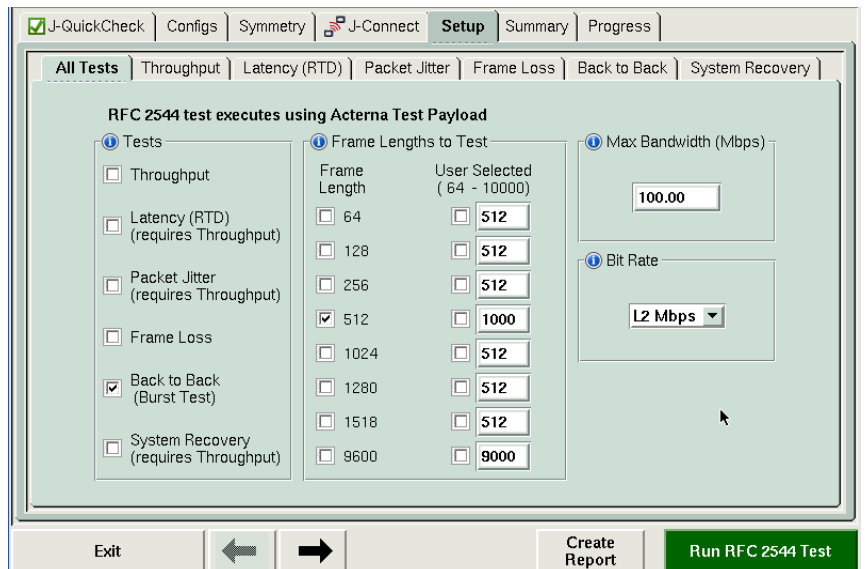 J-QuickCheck Configs Symmetry J-Connect Setup Summary Progress
All Tests Throughput Latency (RTD) Packet Jitter Frame Loss Back to Back System Recovery
RFC 2544 test executes using Acterna Test Payload
Tests
Throughput
Latency (RTD)
(requires Throughput)
Packet Jitter
(requires Throughput)
Frame Loss
Back to Back
(Burst Test)
System Recovery
(requires Throughput)
Frame Lengths to Test
Frame User Selected
Length ( 64 - 10000)
64 512
128 512
256 512
512 1000
1024 512
1280 512
1518 512
9600 9000
Max Bandwidth (Mbps)
100.00
Bit Rate
L2 Mbps
Exit
Create
Report
Run RFC 2544 Test